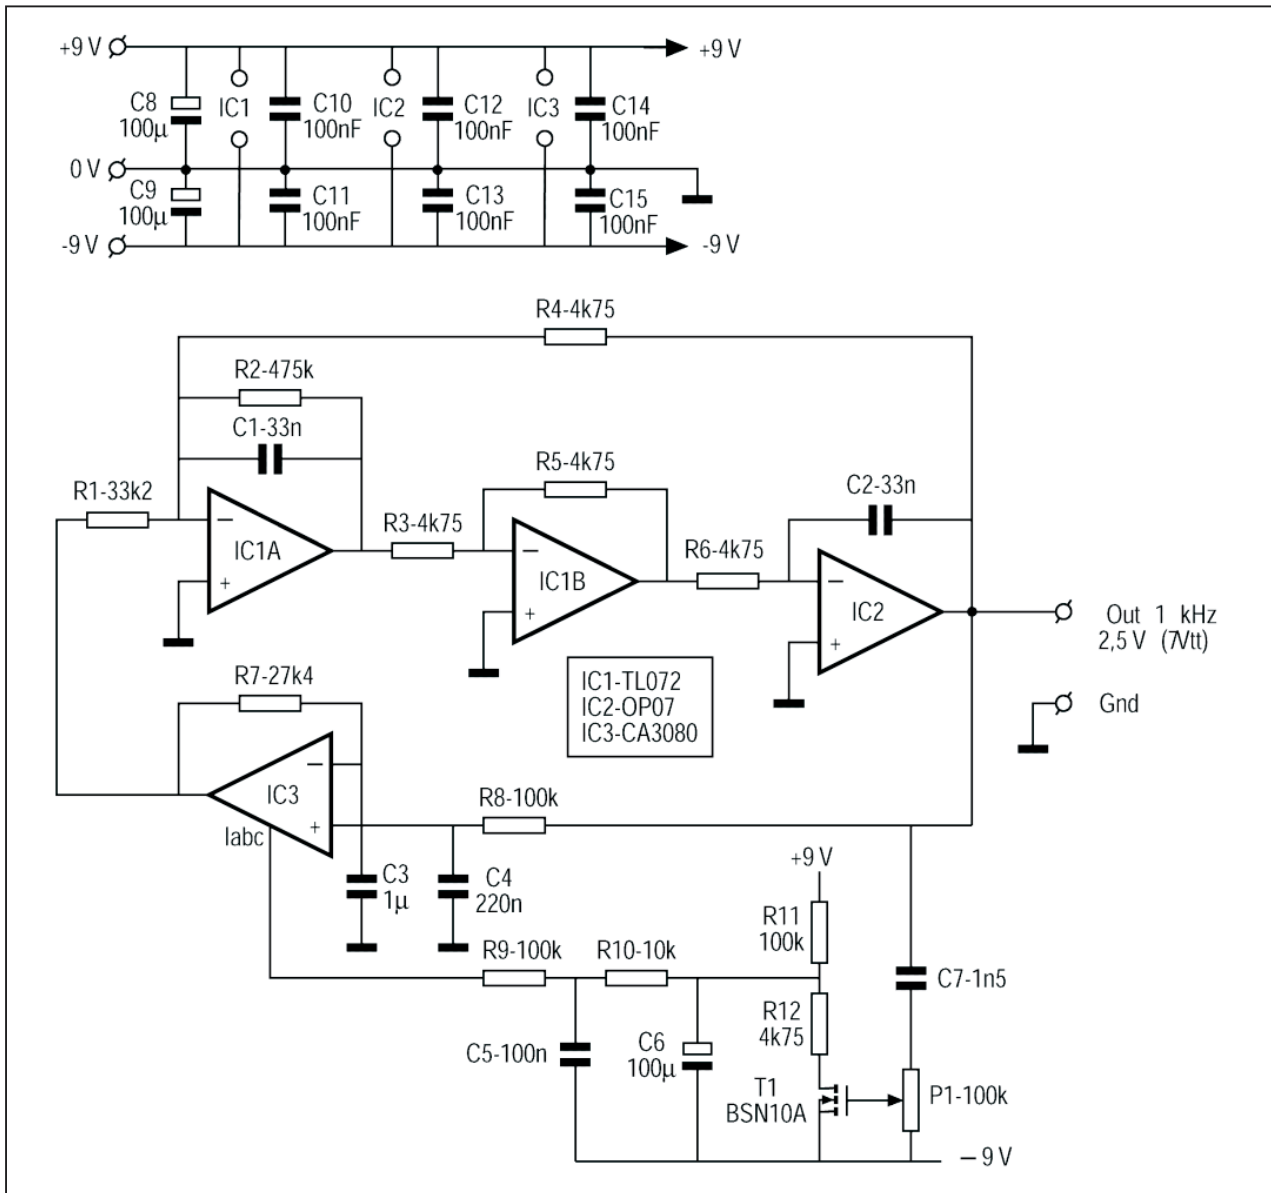 +9 V
+9 V
C8
100µ
IC1
C10
100nF
IC2
C12
100nF
IC3
C14
100nF
0 V
C9
100µ
C11
100nF
C13
100nF
C15
100nF
-9 V
-9 V
R4-4k75
R2-475k
C1-33n
R5-4k75
C2-33n
R1-33k2
R3-4k75
R6-4k75
−
IC1A
+
−
IC1B
+
−
IC2
+
Out 1 kHz
2,5 V (7Vtt)
Gnd
IC1-TL072
IC2-OP07
IC3-CA3080
R7-27k4
−
IC3
+
Iabc
R8-100k
+9 V
C3
1µ
C4
220n
R11
100k
R9-100k
R10-10k
C7-1n5
R12
4k75
C5-100n
C6
100µ
T1
BSN10A
P1-100k
− 9 V